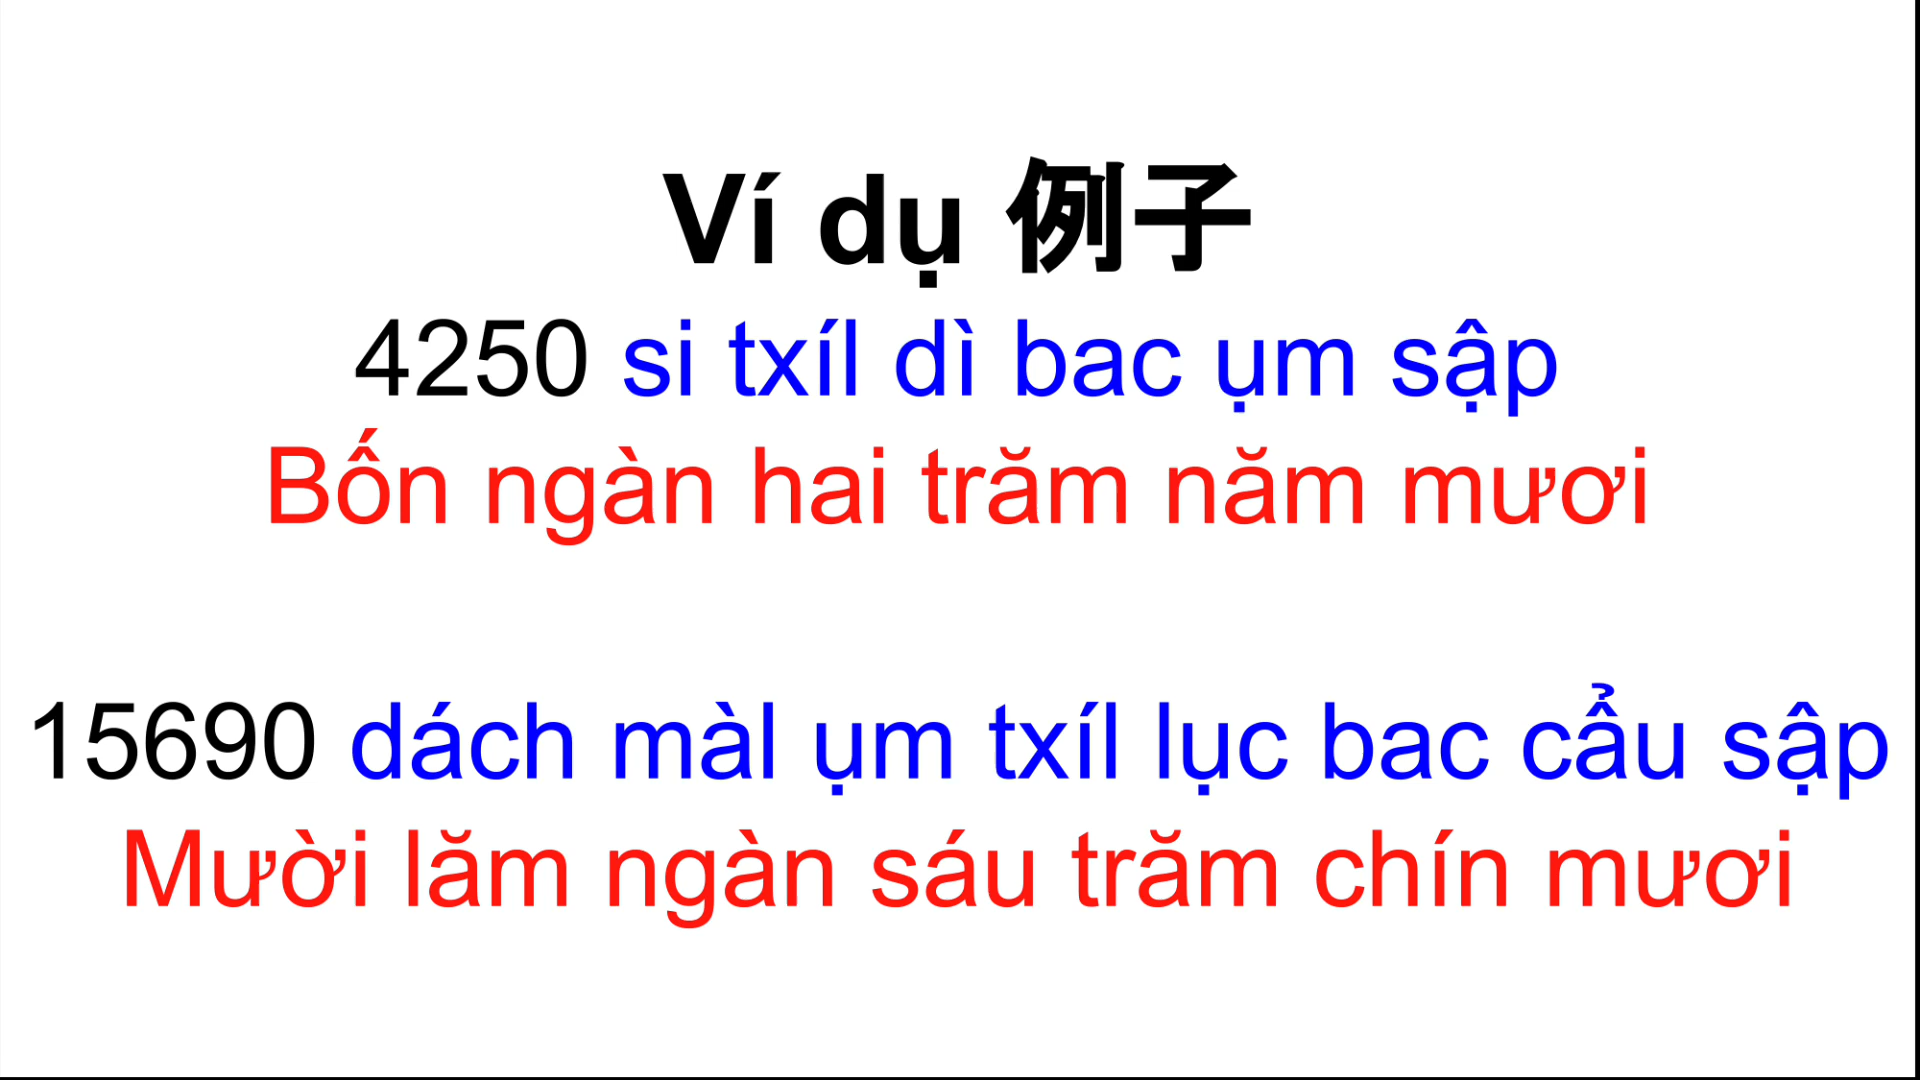 Ví dụ 例子
4250 si txíl dì bac ụm sập
Bốn ngàn hai trăm năm mươi
15690 dách màl ụm txíl lục bac cẩu sập
Mười lăm ngàn sáu trăm chín mươi